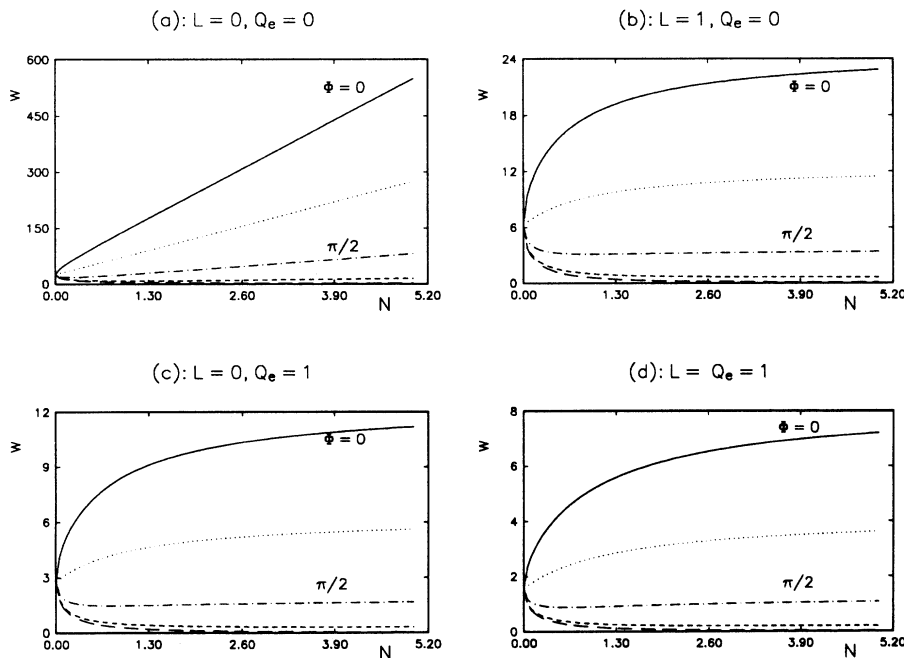 (a): L = 0, Q_e = 0
600
450
300
150
0
w
Φ = 0
π/2
0.00 1.30 2.60 3.90 5.20
N
(b): L = 1, Q_e = 0
24
18
12
6
0
w
Φ = 0
π/2
0.00 1.30 2.60 3.90 5.20
N
(c): L = 0, Q_e = 1
12
9
6
3
0
w
Φ = 0
π/2
0.00 1.30 2.60 3.90 5.20
N
(d): L = Q_e = 1
8
6
4
2
0
w
Φ = 0
π/2
0.00 1.30 2.60 3.90 5.20
N